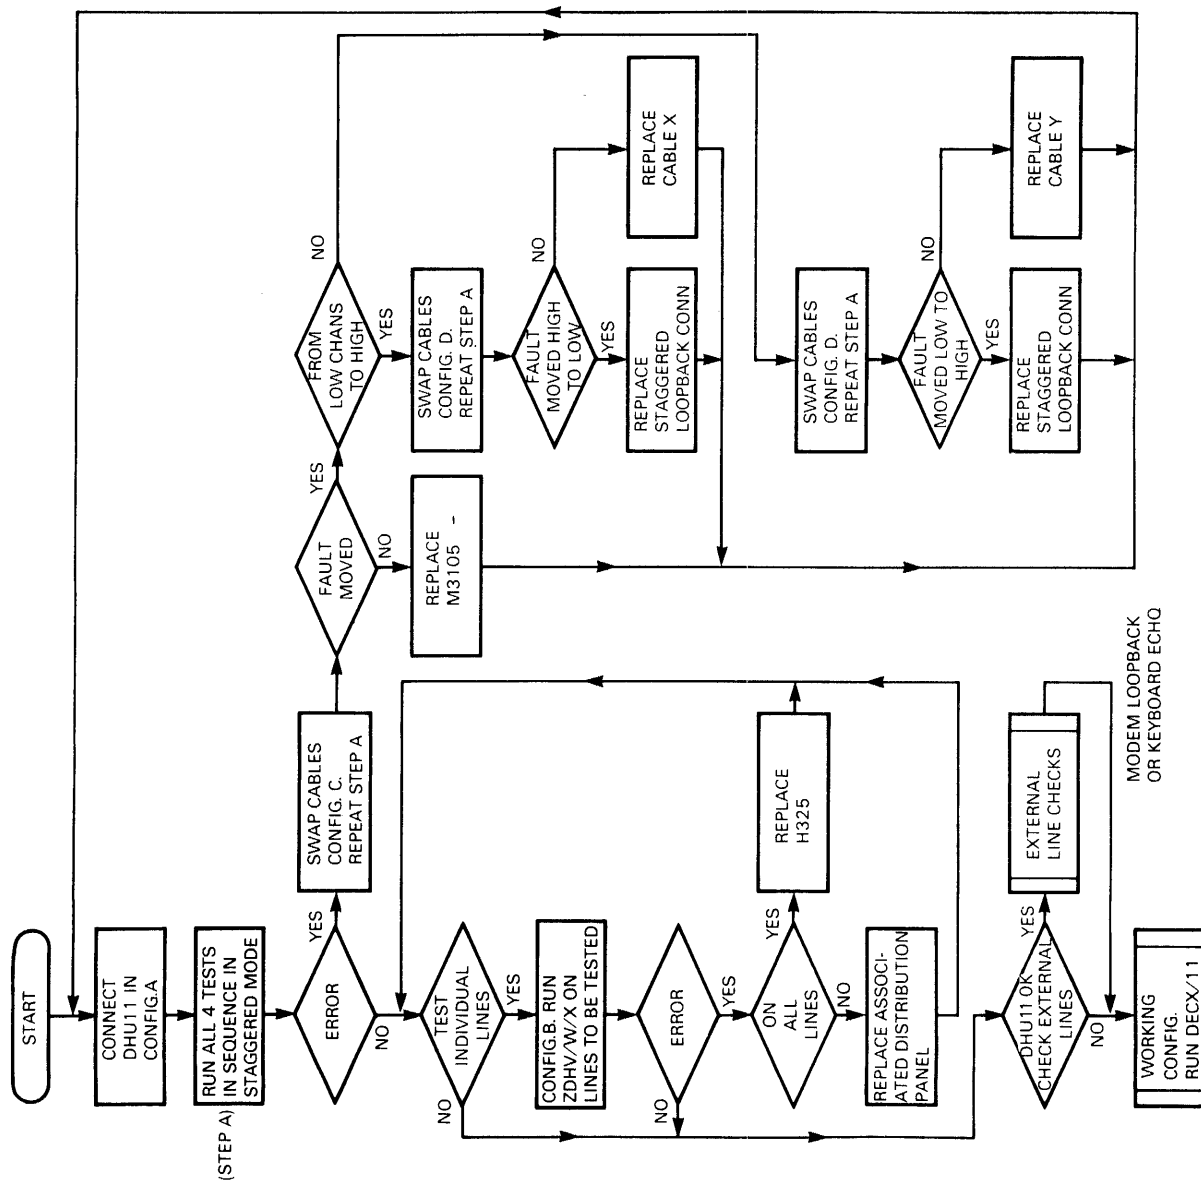 START
CONNECT
DHU11 IN
CONFIG.A
RUN ALL 4 TESTS
IN SEQUENCE IN
STAGGERED MODE
(STEP A)
ERROR
YES
NO
SWAP CABLES
CONFIG. C.
REPEAT STEP A
FAULT
MOVED
YES
NO
REPLACE
M3105 -
FROM
LOW CHANS
TO HIGH
NO
YES
SWAP CABLES
CONFIG. D.
REPEAT STEP A
FAULT
MOVED HIGH
TO LOW
NO
YES
REPLACE
CABLE X
REPLACE
STAGGERED
LOOPBACK CONN
SWAP CABLES
CONFIG. D.
REPEAT STEP A
FAULT
MOVED LOW TO
HIGH
NO
YES
REPLACE
CABLE Y
REPLACE
STAGGERED
LOOPBACK CONN
TEST
INDIVIDUAL
LINES
NO
YES
CONFIG.B. RUN
ZDHV/W/X ON
LINES TO BE TESTED
ERROR
NO
YES
ON
ALL
LINES
YES
NO
REPLACE
H325
REPLACE ASSOCI-
ATED DISTRIBUTION
PANEL
DHU11 OK
CHECK EXTERNAL
LINES
YES
NO
EXTERNAL
LINE CHECKS
MODEM LOOPBACK
OR KEYBOARD ECHO
WORKING
CONFIG.
RUN DECX/11